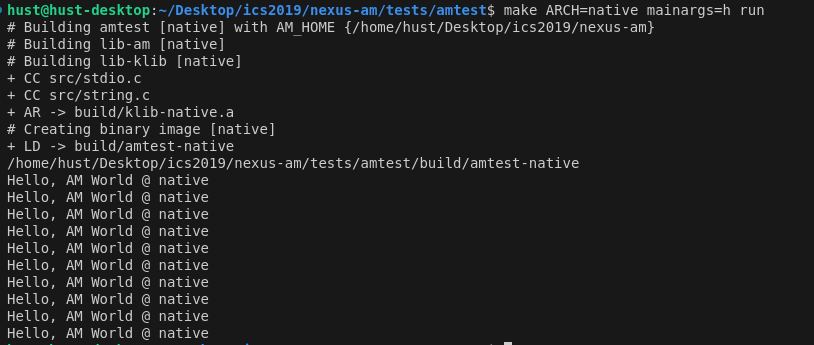 hust@hust-desktop:~/Desktop/ics2019/nexus-am/tests/amtest$ make ARCH=native mainargs=h run
# Building amtest [native] with AM_HOME {/home/hust/Desktop/ics2019/nexus-am}
# Building lib-am [native]
# Building lib-klib [native]
+ CC src/stdio.c
+ CC src/string.c
+ AR -> build/klib-native.a
# Creating binary image [native]
+ LD -> build/amtest-native
/home/hust/Desktop/ics2019/nexus-am/tests/amtest/build/amtest-native
Hello, AM World @ native
Hello, AM World @ native
Hello, AM World @ native
Hello, AM World @ native
Hello, AM World @ native
Hello, AM World @ native
Hello, AM World @ native
Hello, AM World @ native
Hello, AM World @ native
Hello, AM World @ native